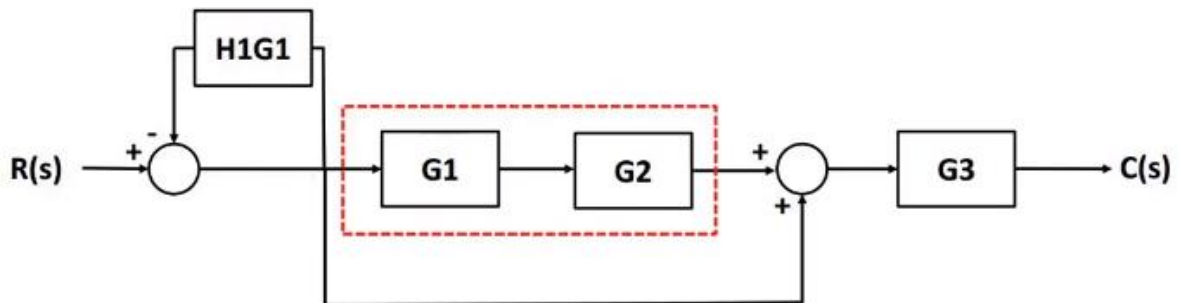 H1G1
-
+
R(s)
G1
G2
+
+
G3
C(s)